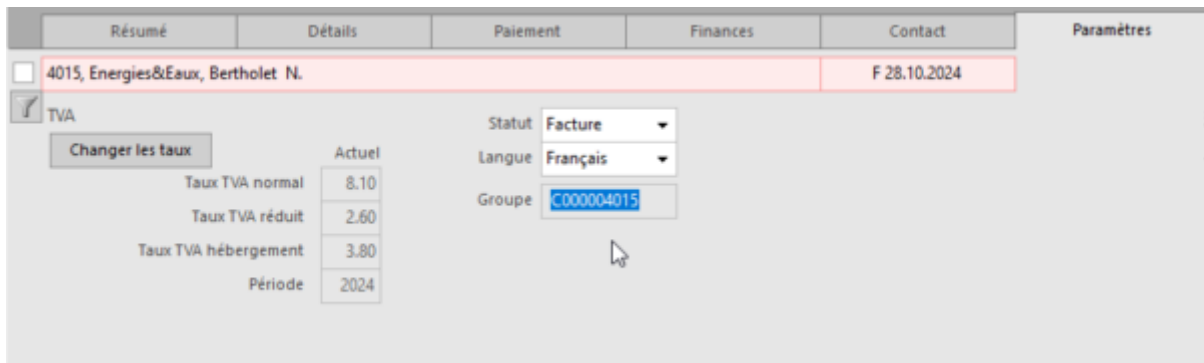 Résumé Détails Paiement Finances Contact Paramètres
4015, Energies&Eaux, Bertholet N. F 28.10.2024
TVA
Changer les taux Actuel
Taux TVA normal 8.10
Taux TVA réduit 2.60
Taux TVA hébergement 3.80
Période 2024
Statut Facture
Langue Français
Groupe C000004015